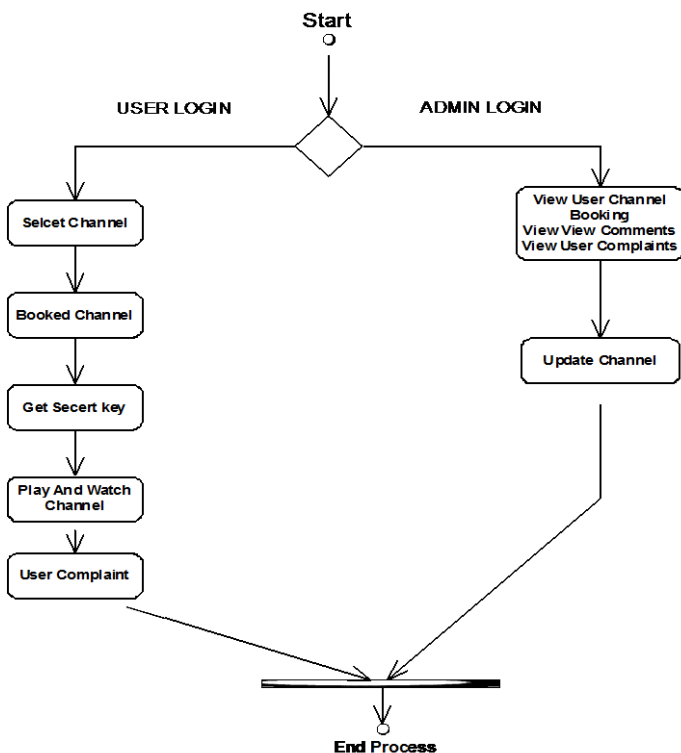 Start
USER LOGIN
ADMIN LOGIN
Selcet Channel
Booked Channel
Get Secert key
Play And Watch
Channel
User Complaint
View User Channel
Booking
View View Comments
View User Complaints
Update Channel
End Process